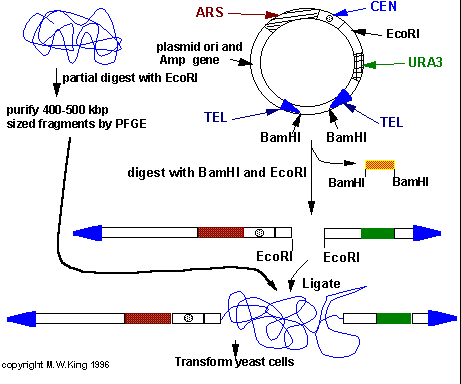 ARS
CEN
plasmid ori and
Amp gene
EcoRI
URA3
partial digest with EcoRI
purify 400-500 kbp
sized fragments by PFGE
TEL
TEL
BamHI
BamHI
digest with BamHI and EcoRI
BamHI
BamHI
EcoRI
EcoRI
Ligate
Transform yeast cells
copyright M.W.King 1996